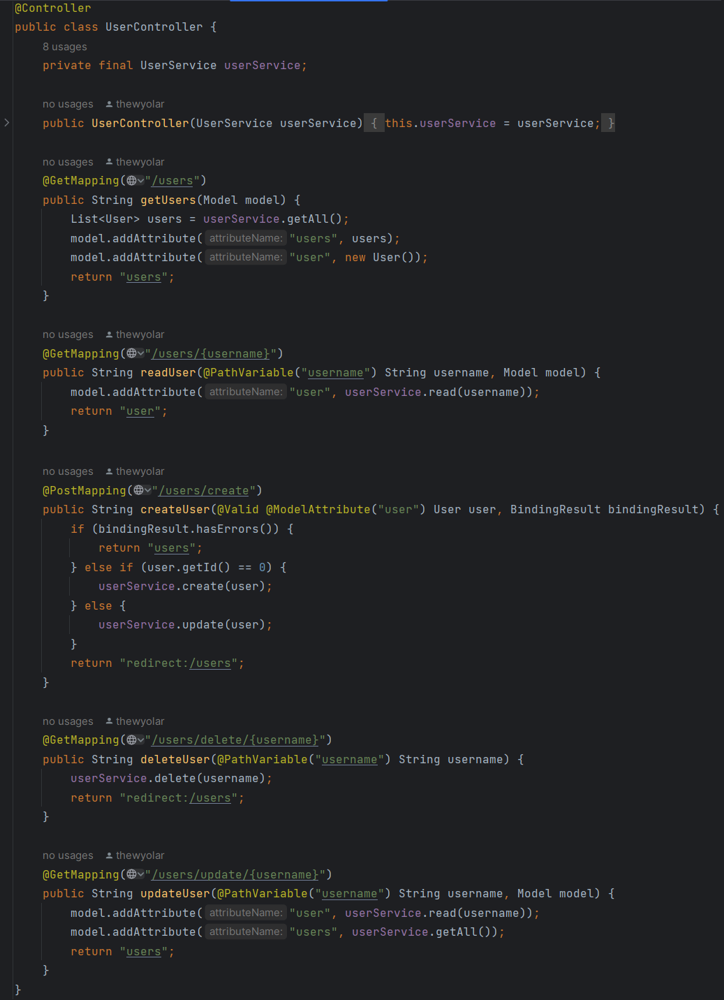 @Controller
public class UserController {
8 usages
private final UserService userService;
no usages thewyolar
public UserController(UserService userService) { this.userService = userService; }
no usages thewyolar
@GetMapping("/users")
public String getUsers(Model model) {
List<User> users = userService.getAll();
model.addAttribute( attributeName: "users", users);
model.addAttribute( attributeName: "user", new User());
return "users";
}
no usages thewyolar
@GetMapping("/users/{username}")
public String readUser(@PathVariable("username") String username, Model model) {
model.addAttribute( attributeName: "user", userService.read(username));
return "user";
}
no usages thewyolar
@PostMapping("/users/create")
public String createUser(@Valid @ModelAttribute("user") User user, BindingResult bindingResult) {
if (bindingResult.hasErrors()) {
return "users";
} else if (user.getId() == 0) {
userService.create(user);
} else {
userService.update(user);
}
return "redirect:/users";
}
no usages thewyolar
@GetMapping("/users/delete/{username}")
public String deleteUser(@PathVariable("username") String username) {
userService.delete(username);
return "redirect:/users";
}
no usages thewyolar
@GetMapping("/users/update/{username}")
public String updateUser(@PathVariable("username") String username, Model model) {
model.addAttribute( attributeName: "user", userService.read(username));
model.addAttribute( attributeName: "users", userService.getAll());
return "users";
}
}